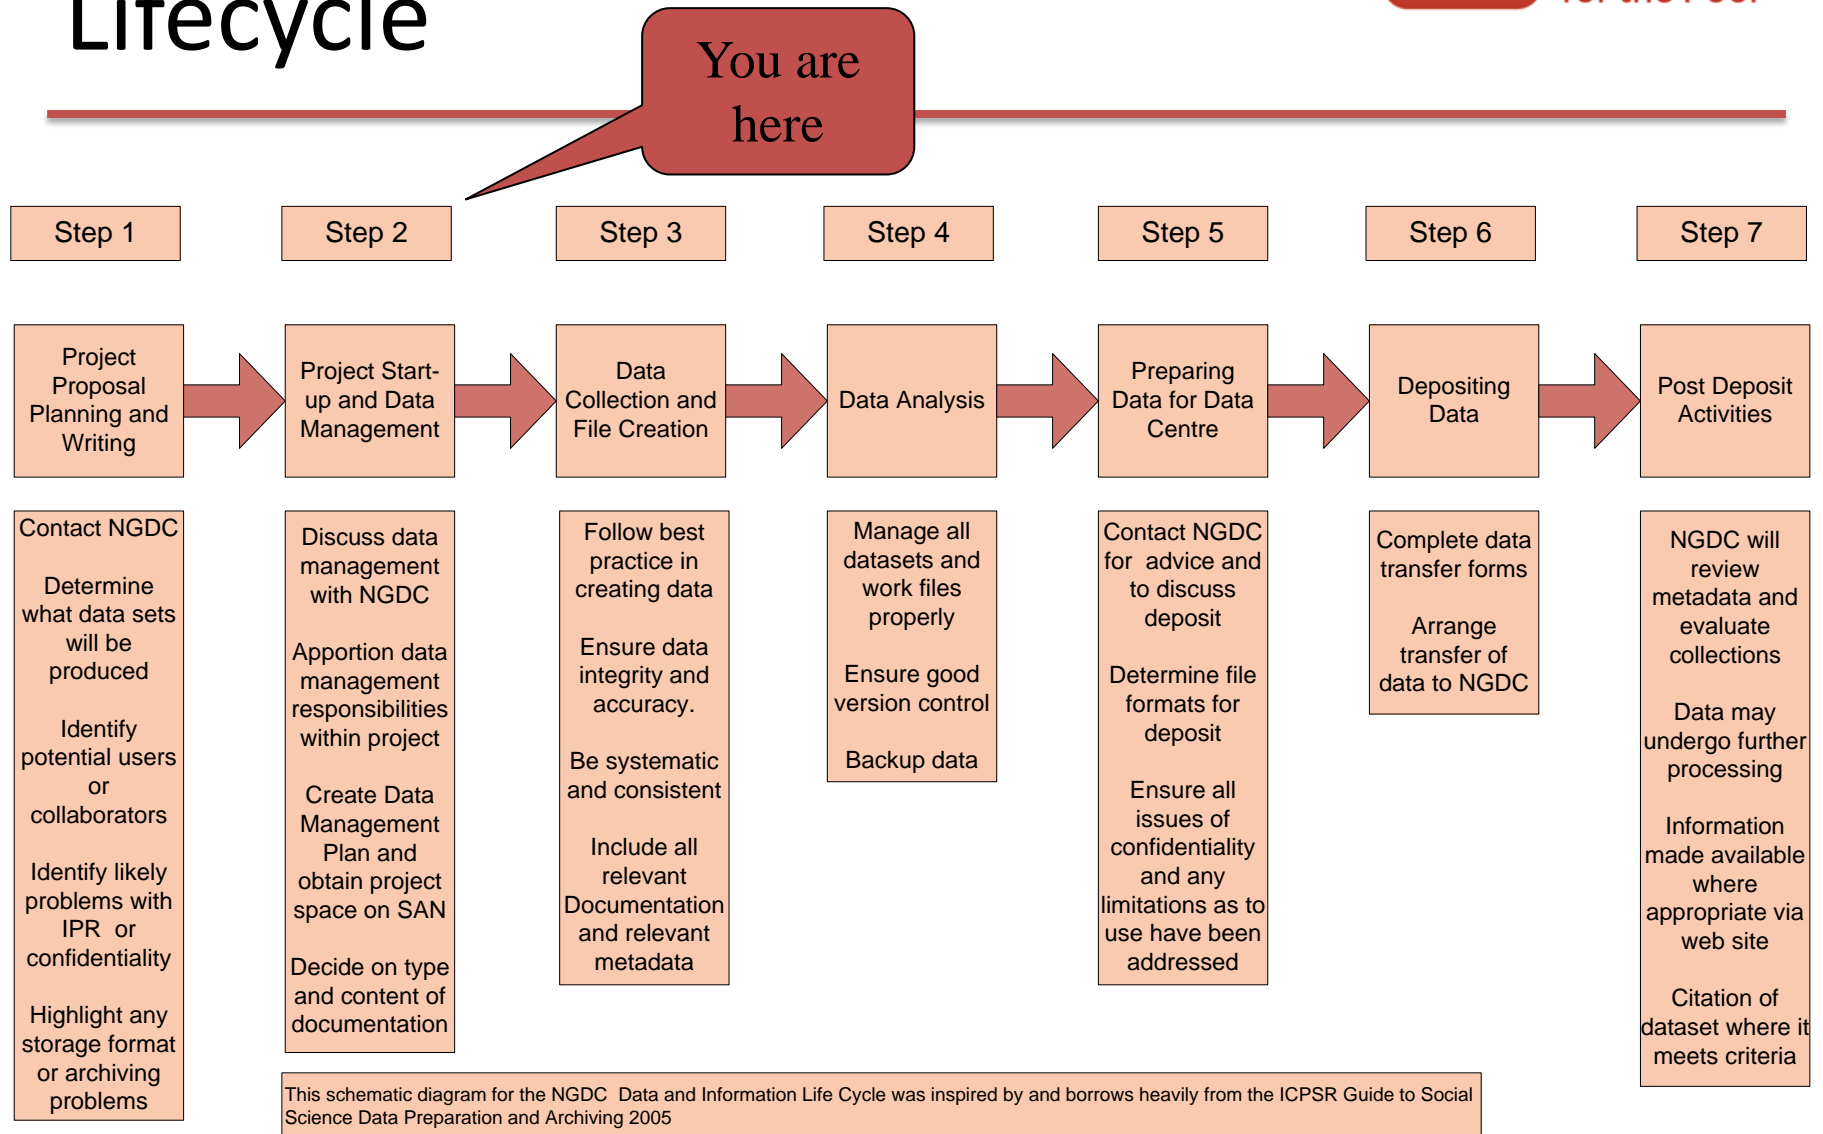 Lifecycle
for the Poor
You are
here
Step 1
Step 2
Step 3
Step 4
Step 5
Step 6
Step 7
Project
Proposal
Planning and
Writing
Project Start-
up and Data
Management
Data
Collection and
File Creation
Data Analysis
Preparing
Data for Data
Centre
Depositing
Data
Post Deposit
Activities
Contact NGDC
Determine
what data sets
will be
produced
Identify
potential users
or
collaborators
Identify likely
problems with
IPR or
confidentiality
Highlight any
storage format
or archiving
problems
Discuss data
management
with NGDC
Apportion data
management
responsibilities
within project
Create Data
Management
Plan and
obtain project
space on SAN
Decide on type
and content of
documentation
Follow best
practice in
creating data
Ensure data
integrity and
accuracy.
Be systematic
and consistent
Include all
relevant
Documentation
and relevant
metadata
Manage all
datasets and
work files
properly
Ensure good
version control
Backup data
Contact NGDC
for advice and
to discuss
deposit
Determine file
formats for
deposit
Ensure all
issues of
confidentiality
and any
limitations as to
use have been
addressed
Complete data
transfer forms
Arrange
transfer of
data to NGDC
NGDC will
review
metadata and
evaluate
collections
Data may
undergo further
processing
Information
made available
where
appropriate via
web site
Citation of
dataset where it
meets criteria
This schematic diagram for the NGDC Data and Information Life Cycle was inspired by and borrows heavily from the ICPSR Guide to Social
Science Data Preparation and Archiving 2005